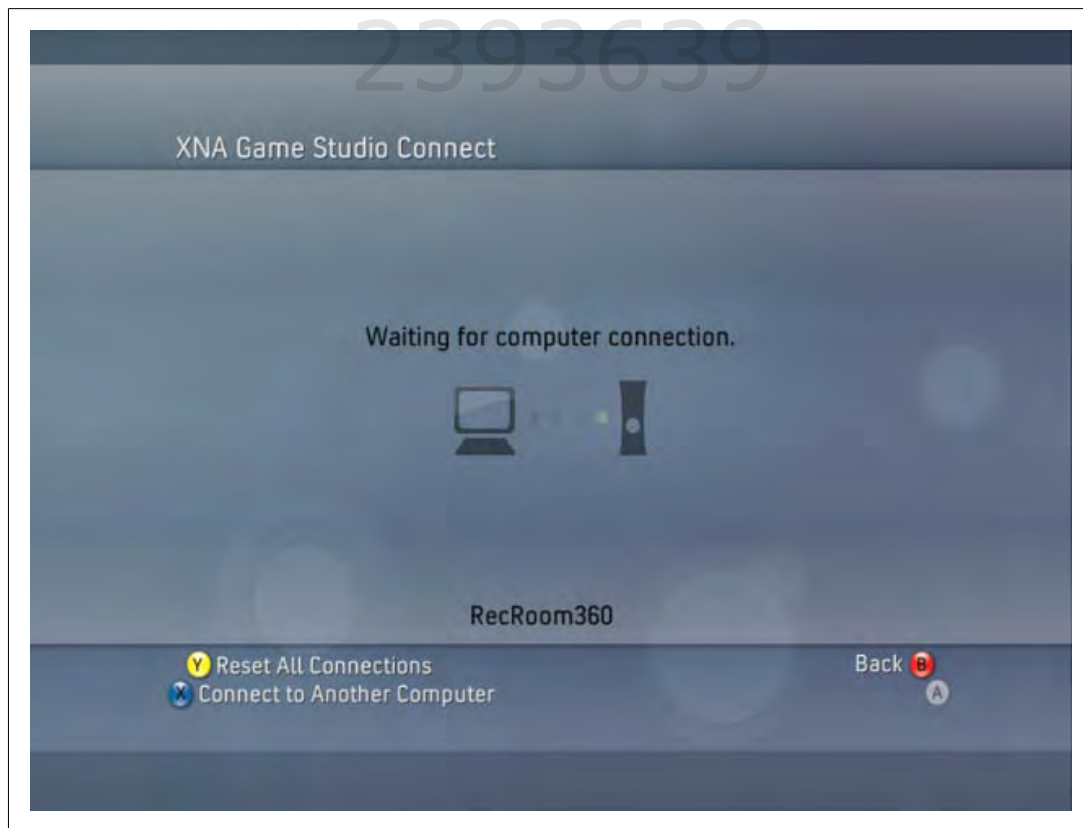 2393639
XNA Game Studio Connect
Waiting for computer connection.
RecRoom360
Y Reset All Connections
Back B
X Connect to Another Computer
A